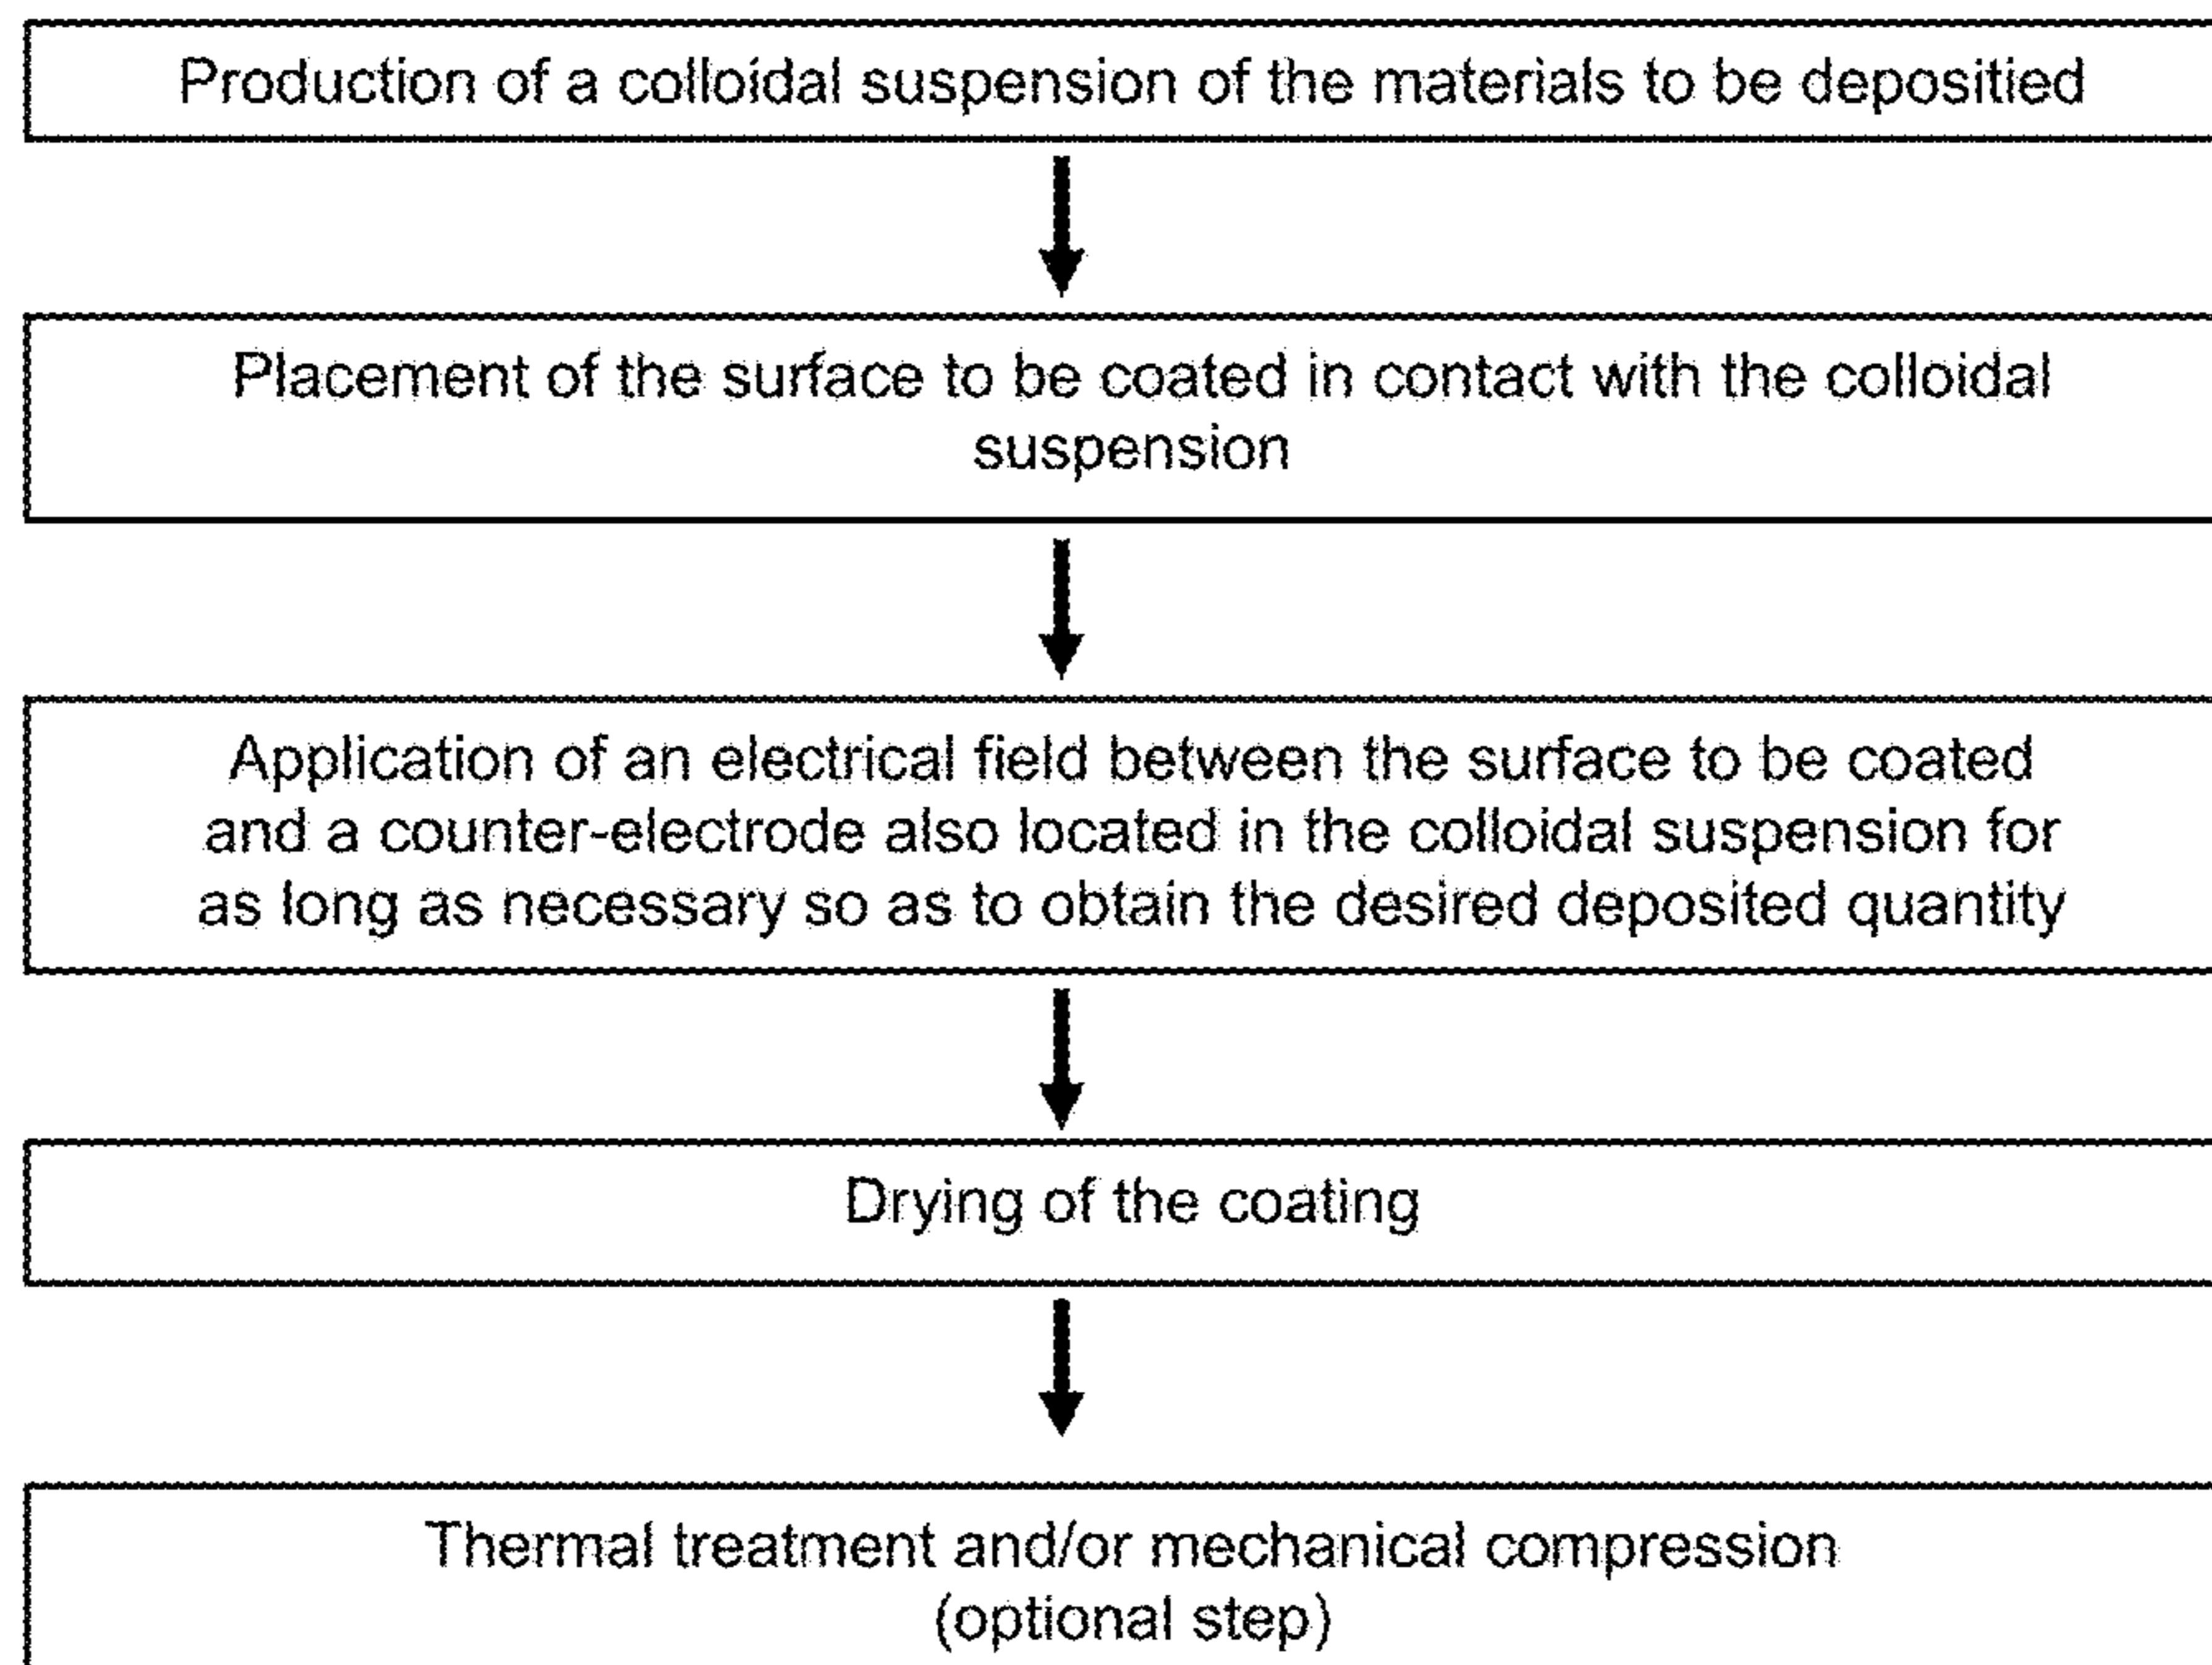 Production of a colloidal suspension of the materials to be depositied
Placement of the surface to be coated in contact with the colloidal
suspension
Application of an electrical field between the surface to be coated
and a counter-electrode also located in the colloidal suspension for
as long as necessary so as to obtain the desired deposited quantity
Drying of the coating
Thermal treatment and/or mechanical compression
(optional step)